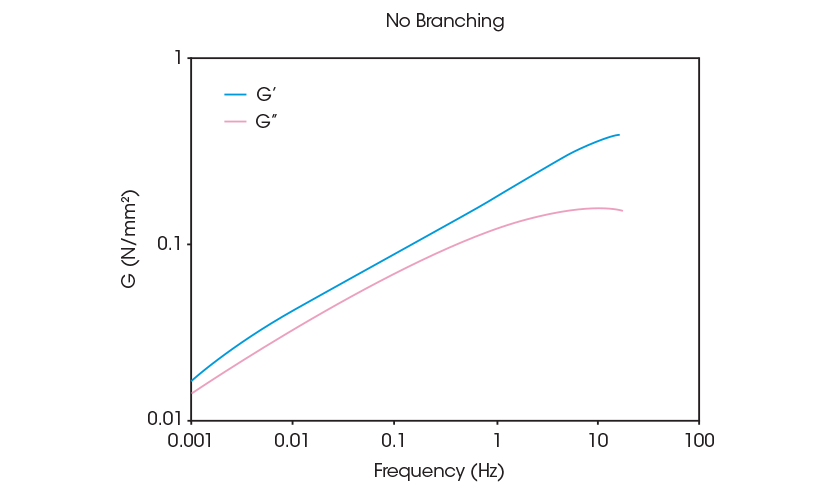 No Branching
1
G′
G″
0.1
G (N/mm²)
0.01
0.001 0.01 0.1 1 10 100
Frequency (Hz)